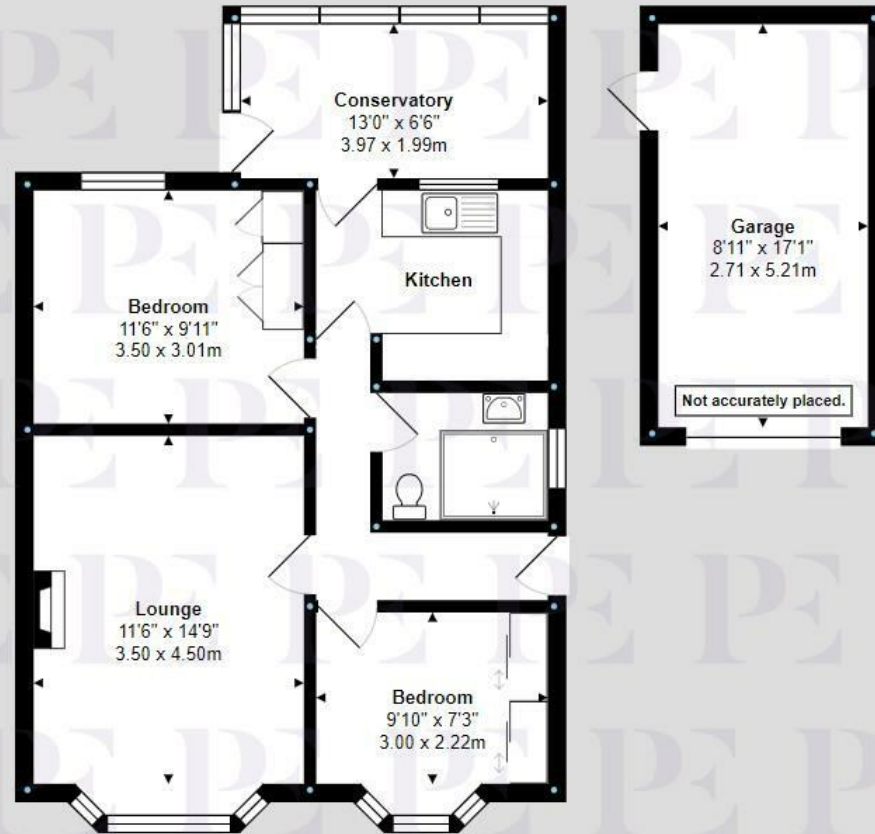 Conservatory
13'0" x 6'6"
3.97 x 1.99m
Kitchen
Bedroom
11'6" x 9'11"
3.50 x 3.01m
Garage
8'11" x 17'1"
2.71 x 5.21m
Not accurately placed.
Lounge
11'6" x 14'9"
3.50 x 4.50m
Bedroom
9'10" x 7'3"
3.00 x 2.22m